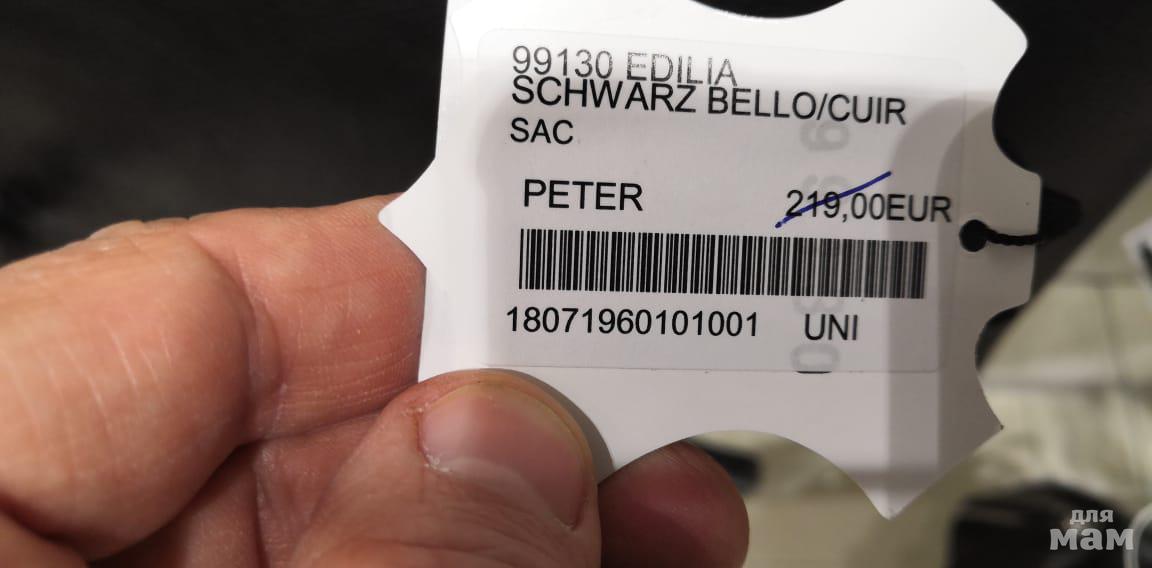 99130 EDILIA
SCHWARZ BELLO/CUIR
SAC
PETER 219,00EUR
18071960101001 UNI
для
мам